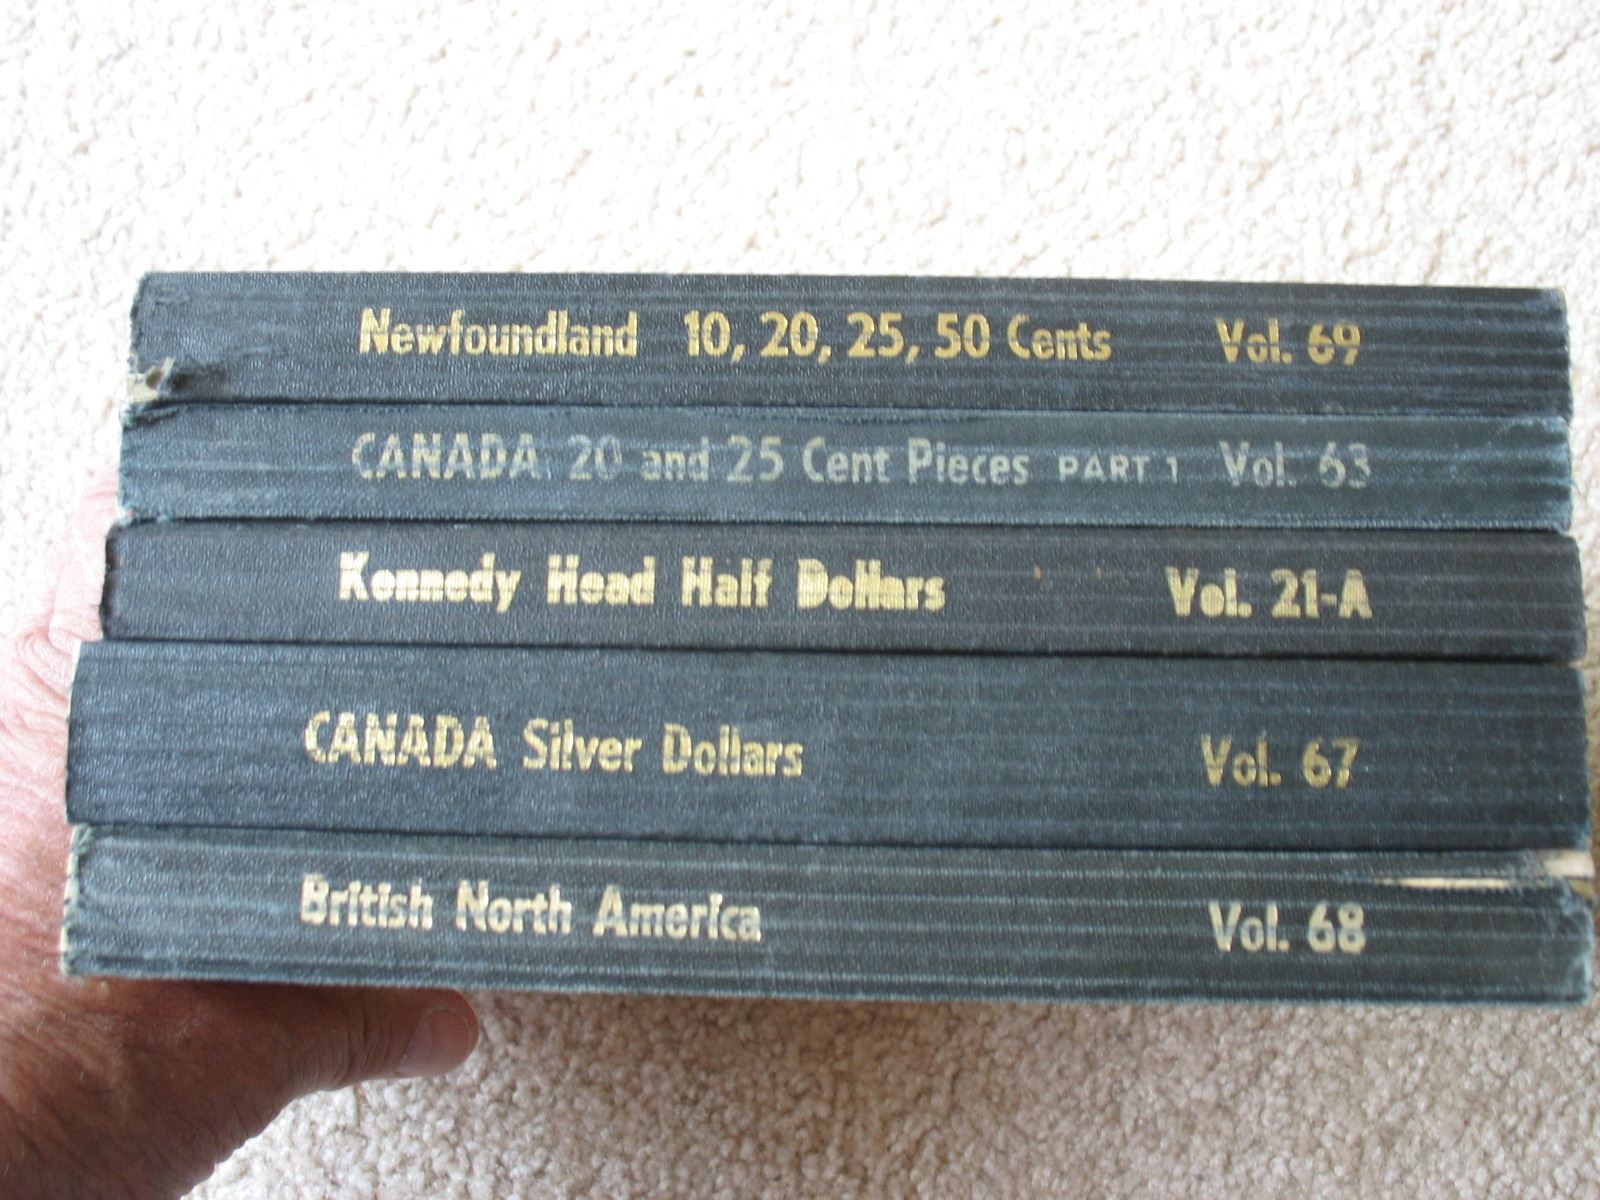 Newfoundland 10, 20, 25, 50 Cents Vol. 69
CANADA 20 and 25 Cent Pieces PART 1 Vol. 63
Kennedy Head Half Dollars Vol. 21-A
CANADA Silver Dollars Vol. 67
British North America Vol. 68